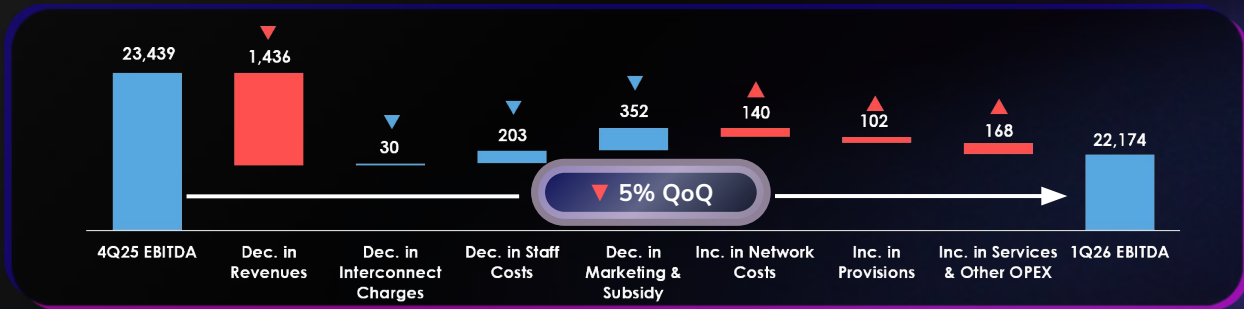 23,439
1,436
30
203
352
140
102
168
22,174
▼ 5% QoQ
4Q25 EBITDA
Dec. in
Revenues
Dec. in
Interconnect
Charges
Dec. in Staff
Costs
Dec. in
Marketing &
Subsidy
Inc. in Network
Costs
Inc. in
Provisions
Inc. in Services
& Other OPEX
1Q26 EBITDA